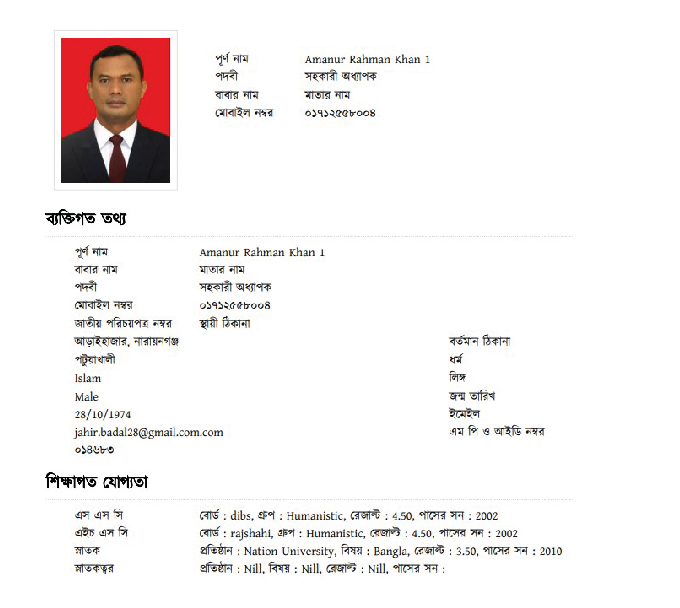 পূর্ণ নাম Amanur Rahman Khan 1
পদবী সহকারী অধ্যাপক
বাবার নাম মাতার নাম
মোবাইল নম্বর ০১৭১২৫৫৮০০৪
ব্যক্তিগত তথ্য
পূর্ণ নাম Amanur Rahman Khan 1
বাবার নাম মাতার নাম
পদবী সহকারী অধ্যাপক
মোবাইল নম্বর ০১৭১২৫৫৮০০৪
জাতীয় পরিচয়পত্র নম্বর স্থায়ী ঠিকানা
আড়াইহাজার, নারায়নগঞ্জ বর্তমান ঠিকানা
পটুয়াখালী ধর্ম
Islam লিঙ্গ
Male জন্ম তারিখ
28/10/1974 ইমেইল
jahir.badal28@gmail.com.com এম পি ও আইডি নম্বর
০১৪৬৮৩
শিক্ষাগত যোগ্যতা
এস এস সি বোর্ড : dibs, গ্রুপ : Humanistic, রেজাল্ট : 4.50, পাসের সন : 2002
এইচ এস সি বোর্ড : rajshahi, গ্রুপ : Humanistic, রেজাল্ট : 4.50, পাসের সন : 2002
স্নাতক প্রতিষ্ঠান : Nation University, বিষয় : Bangla, রেজাল্ট : 3.50, পাসের সন : 2010
স্নাতকত্বর প্রতিষ্ঠান : Nill, বিষয় : Nill, রেজাল্ট : Nill, পাসের সন :